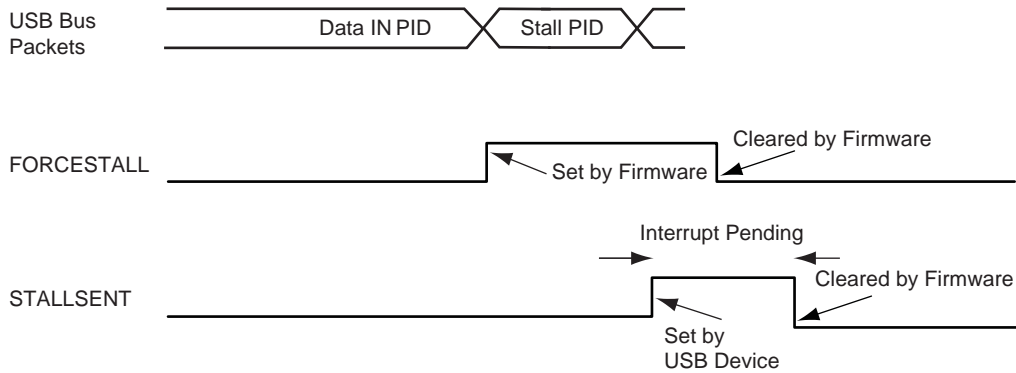 USB Bus
Packets
Data IN PID
Stall PID
FORCESTALL
Set by Firmware
Cleared by Firmware
Interrupt Pending
STALLSENT
Set by
USB Device
Cleared by Firmware